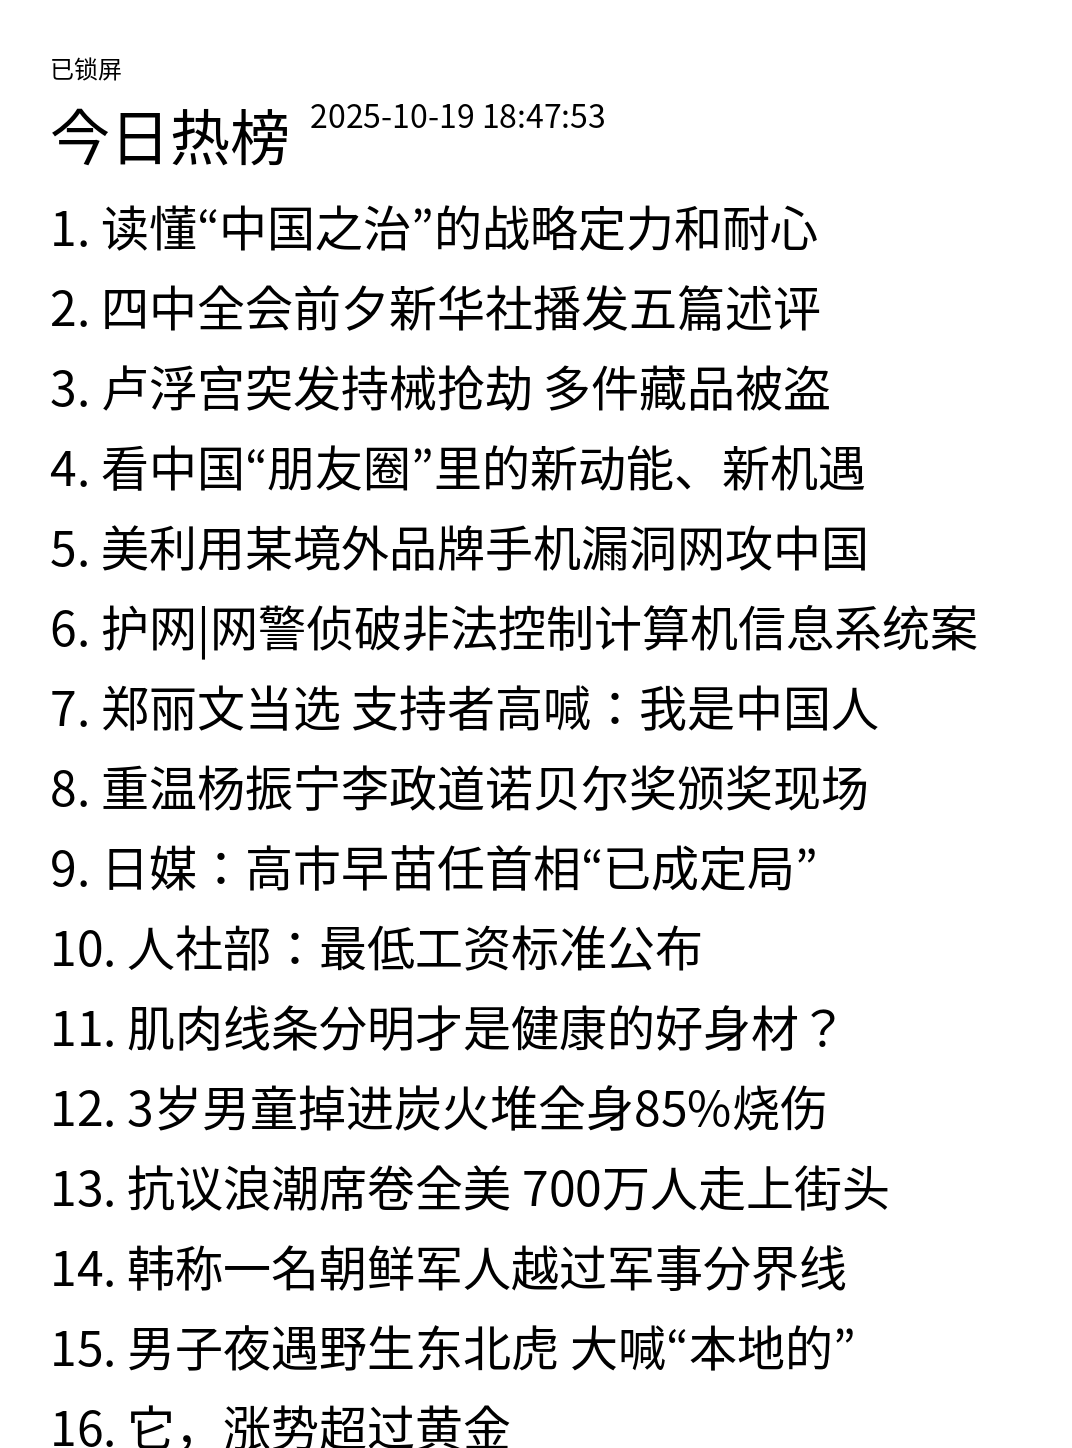 已锁屏
今日热榜 2025-10-19 18:47:53
1. 读懂“中国之治”的战略定力和耐心
2. 四中全会前夕新华社播发五篇述评
3. 卢浮宫突发持械抢劫 多件藏品被盗
4. 看中国“朋友圈”里的新动能、新机遇
5. 美利用某境外品牌手机漏洞网攻中国
6. 护网|网警侦破非法控制计算机信息系统案
7. 郑丽文当选 支持者高喊：我是中国人
8. 重温杨振宁李政道诺贝尔奖颁奖现场
9. 日媒：高市早苗任首相“已成定局”
10. 人社部：最低工资标准公布
11. 肌肉线条分明才是健康的好身材？
12. 3岁男童掉进炭火堆全身85%烧伤
13. 抗议浪潮席卷全美 700万人走上街头
14. 韩称一名朝鲜军人越过军事分界线
15. 男子夜遇野生东北虎 大喊“本地的”
16. 它，涨势超过黄金